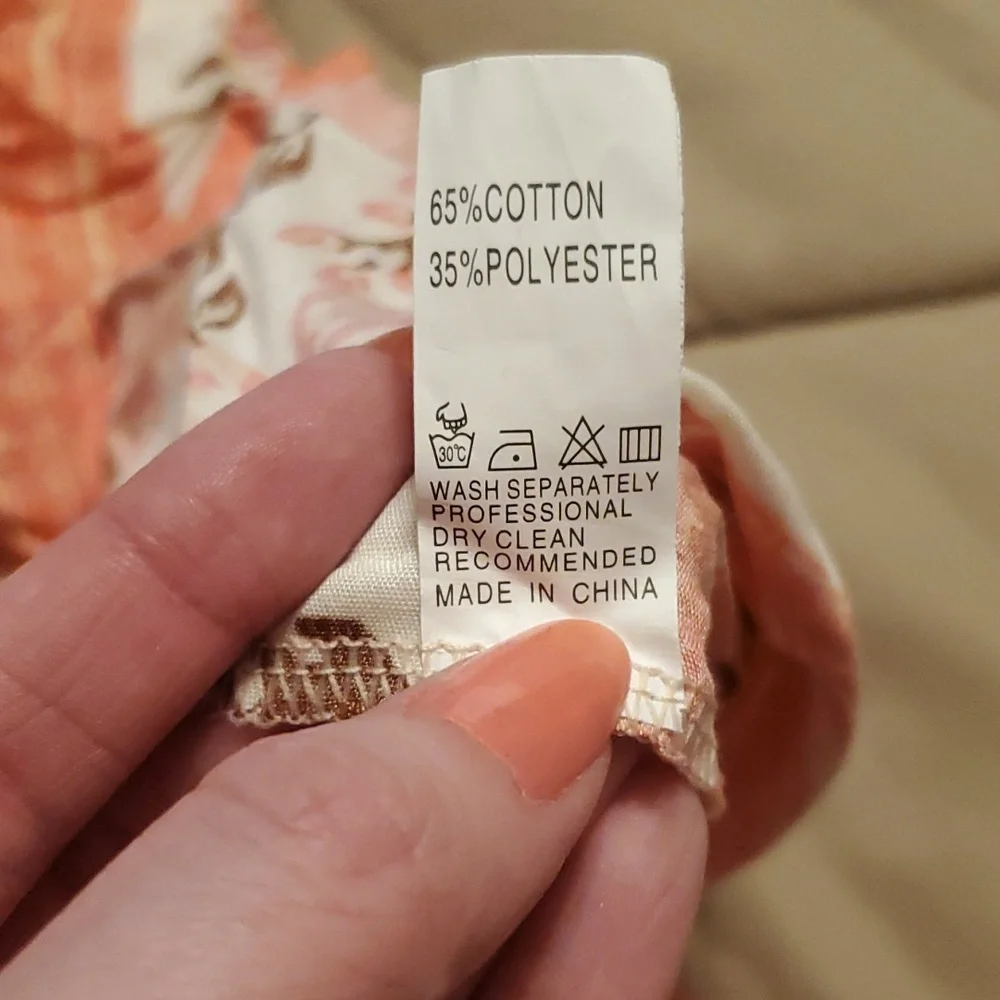 65%COTTON
35%POLYESTER
30℃
WASH SEPARATELY
PROFESSIONAL
DRY CLEAN
RECOMMENDED
MADE IN CHINA